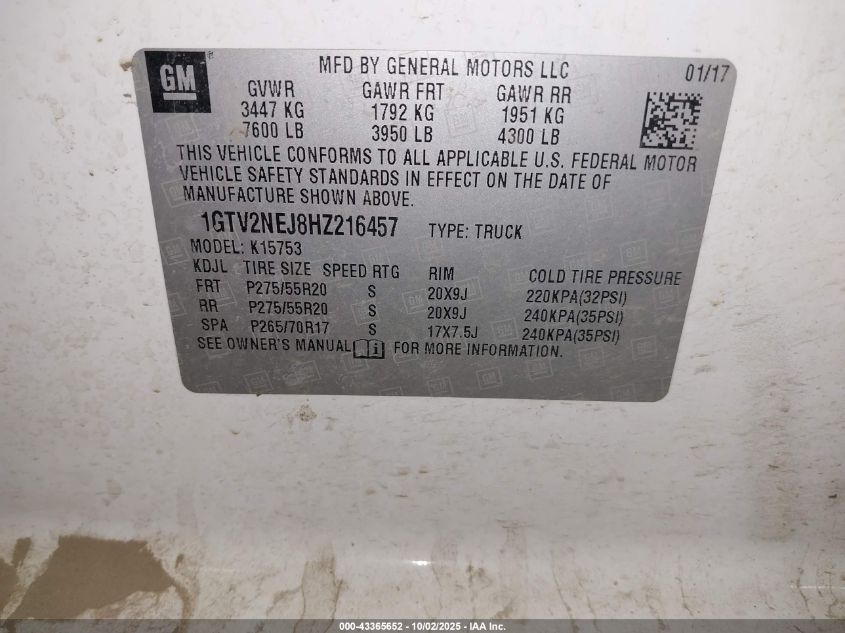 GM
MFD BY GENERAL MOTORS LLC 01/17
GVWR GAWR FRT GAWR RR
3447 KG 1792 KG 1951 KG
7600 LB 3950 LB 4300 LB
THIS VEHICLE CONFORMS TO ALL APPLICABLE U.S. FEDERAL MOTOR
VEHICLE SAFETY STANDARDS IN EFFECT ON THE DATE OF
MANUFACTURE SHOWN ABOVE.
1GTV2NEJ8HZ216457 TYPE: TRUCK
MODEL: K15753
KDJL TIRE SIZE SPEED RTG RIM COLD TIRE PRESSURE
FRT P275/55R20 S 20X9J 220KPA(32PSI)
RR P275/55R20 S 20X9J 240KPA(35PSI)
SPA P265/70R17 S 17X7.5J 240KPA(35PSI)
SEE OWNER'S MANUAL FOR MORE INFORMATION.
000-43365652 - 10/02/2025 - IAA Inc.